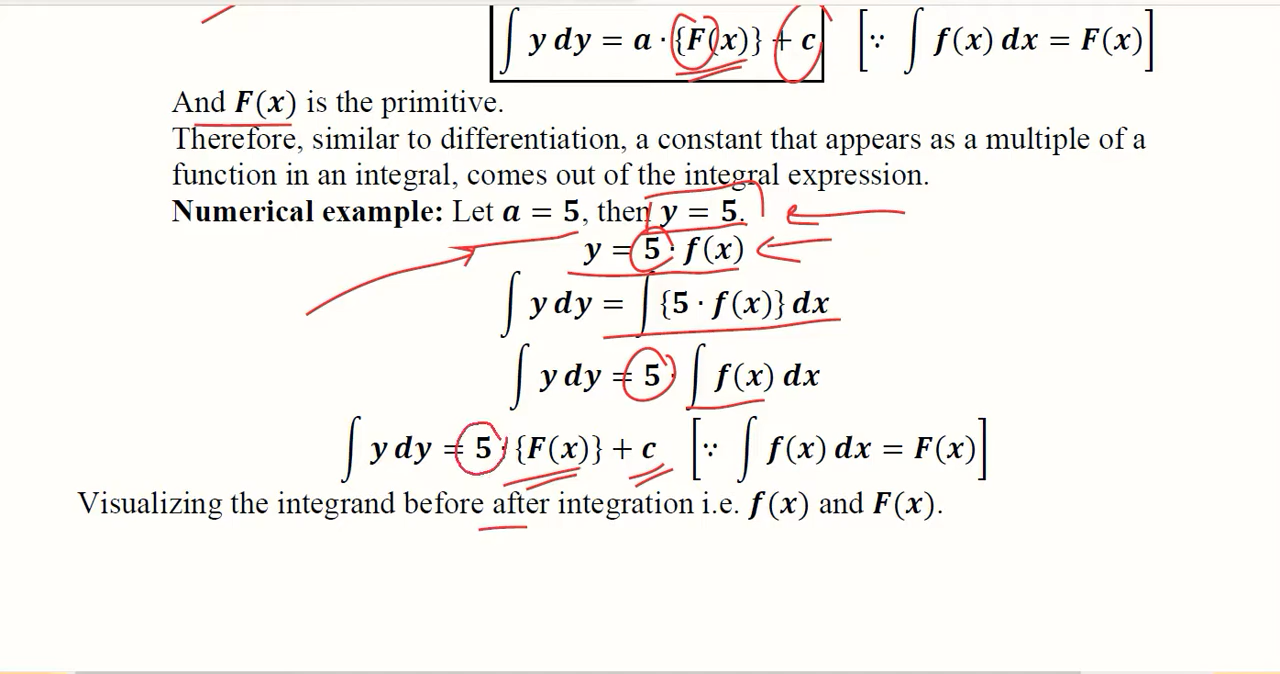 ∫ y dy = a · {F(x)} + c [∵ ∫ f(x) dx = F(x)]
And F(x) is the primitive.
Therefore, similar to differentiation, a constant that appears as a multiple of a
function in an integral, comes out of the integral expression.
Numerical example: Let a = 5, then y = 5.
y = 5 · f(x)
∫ y dy = ∫ {5 · f(x)} dx
∫ y dy = 5 · ∫ f(x) dx
∫ y dy = 5 · {F(x)} + c [∵ ∫ f(x) dx = F(x)]
Visualizing the integrand before after integration i.e. f(x) and F(x).